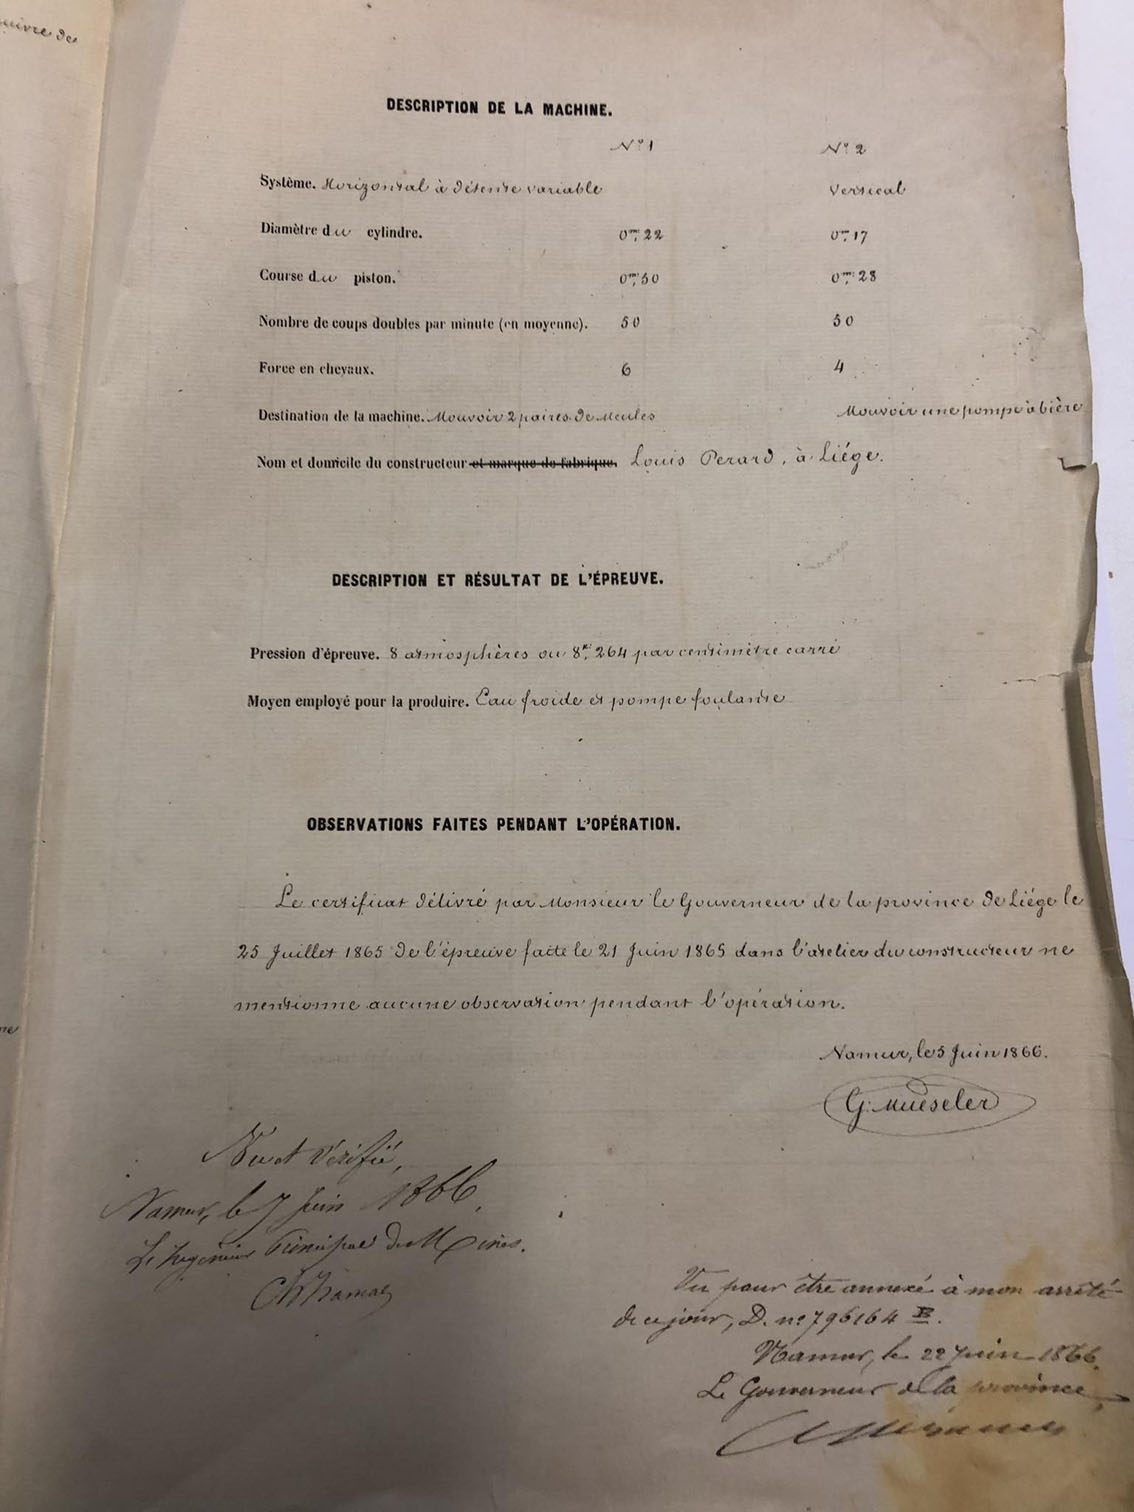 uivre de
DESCRIPTION DE LA MACHINE.
N° 1 N° 2
Système. Horizontal à détente variable Vertical
Diamètre du cylindre. 0m,22 0m,17
Course du piston. 0m,50 0m,28
Nombre de coups doubles par minute (en moyenne). 50 50
Force en chevaux. 6 4
Destination de la machine. Mouvoir 2 paires de meules Mouvoir une pompe à bière
Nom et domicile du constructeur et marque de fabrique. Louis Perard, à Liége.
DESCRIPTION ET RÉSULTAT DE L'ÉPREUVE.
Pression d'épreuve. 8 atmosphères ou 8k,264 par centimètre carré
Moyen employé pour la produire. Eau froide et pompe foulante
OBSERVATIONS FAITES PENDANT L'OPÉRATION.
Le certificat délivré par Monsieur le Gouverneur de la province de Liége le
25 Juillet 1865 de l'épreuve faite le 21 Juin 1865 dans l'atelier du constructeur ne
mentionne aucune observation pendant l'opération.
Namur, le 5 Juin 1866.
G. Mueseler
Vu et Vérifié,
Namur, le 7 Juin 1866.
L'Ingénieur Principal des Mines.
Vu pour être annexé à mon arrêté
de ce jour, D. n° 796164 B.
Namur, le 22 Juin 1866.
Le Gouverneur de la province,